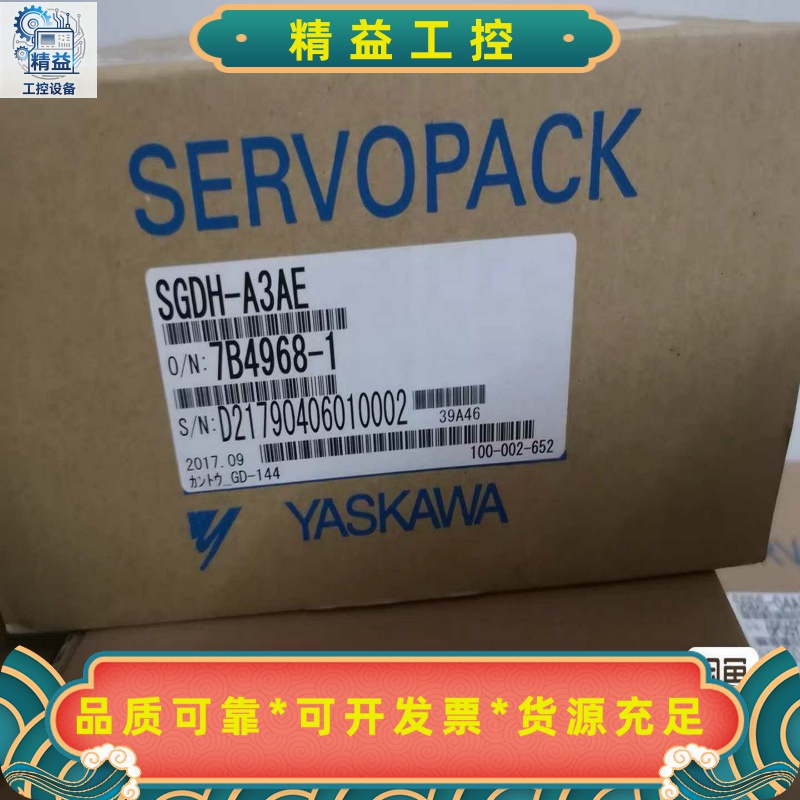 精益
工控设备
精益工控
SERVOPACK
SGDH-A3AE
O/N: 7B4968-1
S/N: D21790406010002
39A46
2017.09
100-002-652
カントウ_GD-144
YASKAWA
品质可靠*可开发票*货源充足